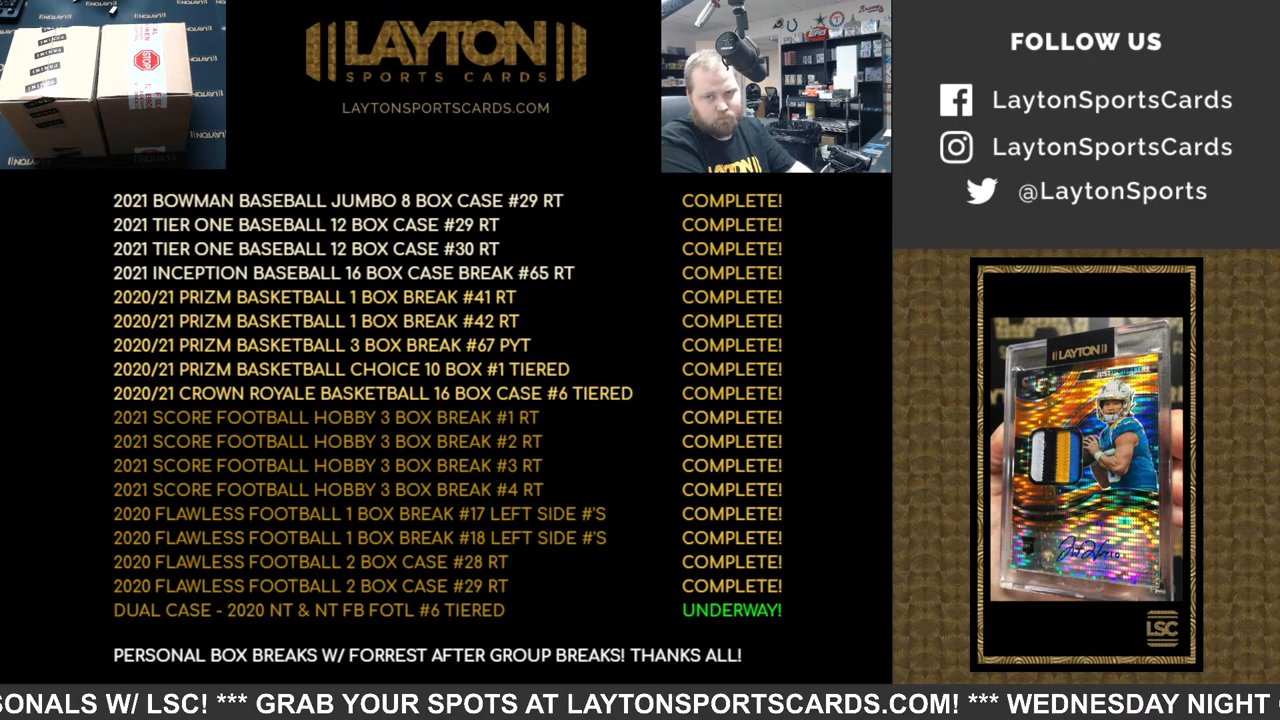 LAYTON
SPORTS CARDS
LAYTONSPORTSCARDS.COM
STOP
LAYTON
FOLLOW US
LaytonSportsCards
LaytonSportsCards
@LaytonSports
2021 BOWMAN BASEBALL JUMBO 8 BOX CASE #29 RT COMPLETE!
2021 TIER ONE BASEBALL 12 BOX CASE #29 RT COMPLETE!
2021 TIER ONE BASEBALL 12 BOX CASE #30 RT COMPLETE!
2021 INCEPTION BASEBALL 16 BOX CASE BREAK #65 RT COMPLETE!
2020/21 PRIZM BASKETBALL 1 BOX BREAK #41 RT COMPLETE!
2020/21 PRIZM BASKETBALL 1 BOX BREAK #42 RT COMPLETE!
2020/21 PRIZM BASKETBALL 3 BOX BREAK #67 PYT COMPLETE!
2020/21 PRIZM BASKETBALL CHOICE 10 BOX #1 TIERED COMPLETE!
2020/21 CROWN ROYALE BASKETBALL 16 BOX CASE #6 TIERED COMPLETE!
2021 SCORE FOOTBALL HOBBY 3 BOX BREAK #1 RT COMPLETE!
2021 SCORE FOOTBALL HOBBY 3 BOX BREAK #2 RT COMPLETE!
2021 SCORE FOOTBALL HOBBY 3 BOX BREAK #3 RT COMPLETE!
2021 SCORE FOOTBALL HOBBY 3 BOX BREAK #4 RT COMPLETE!
2020 FLAWLESS FOOTBALL 1 BOX BREAK #17 LEFT SIDE #'S COMPLETE!
2020 FLAWLESS FOOTBALL 1 BOX BREAK #18 LEFT SIDE #'S COMPLETE!
2020 FLAWLESS FOOTBALL 2 BOX CASE #28 RT COMPLETE!
2020 FLAWLESS FOOTBALL 2 BOX CASE #29 RT COMPLETE!
DUAL CASE - 2020 NT & NT FB FOTL #6 TIERED UNDERWAY!
PERSONAL BOX BREAKS W/ FORREST AFTER GROUP BREAKS! THANKS ALL!
LAYTON
LSC
SONALS W/ LSC! *** GRAB YOUR SPOTS AT LAYTONSPORTSCARDS.COM! *** WEDNESDAY NIGHT